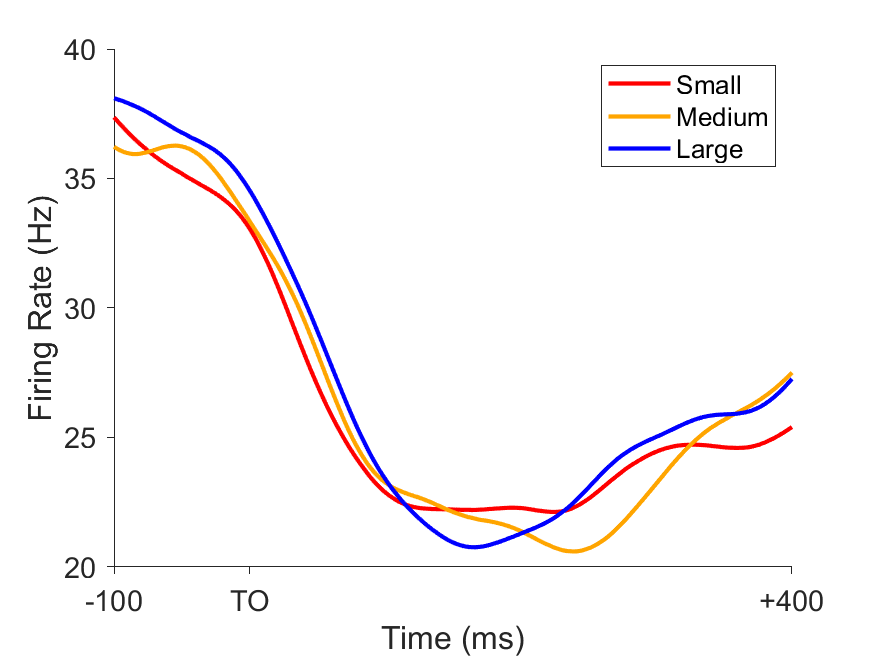 40
35
30
25
20
Firing Rate (Hz)
Small
Medium
Large
-100
TO
+400
Time (ms)